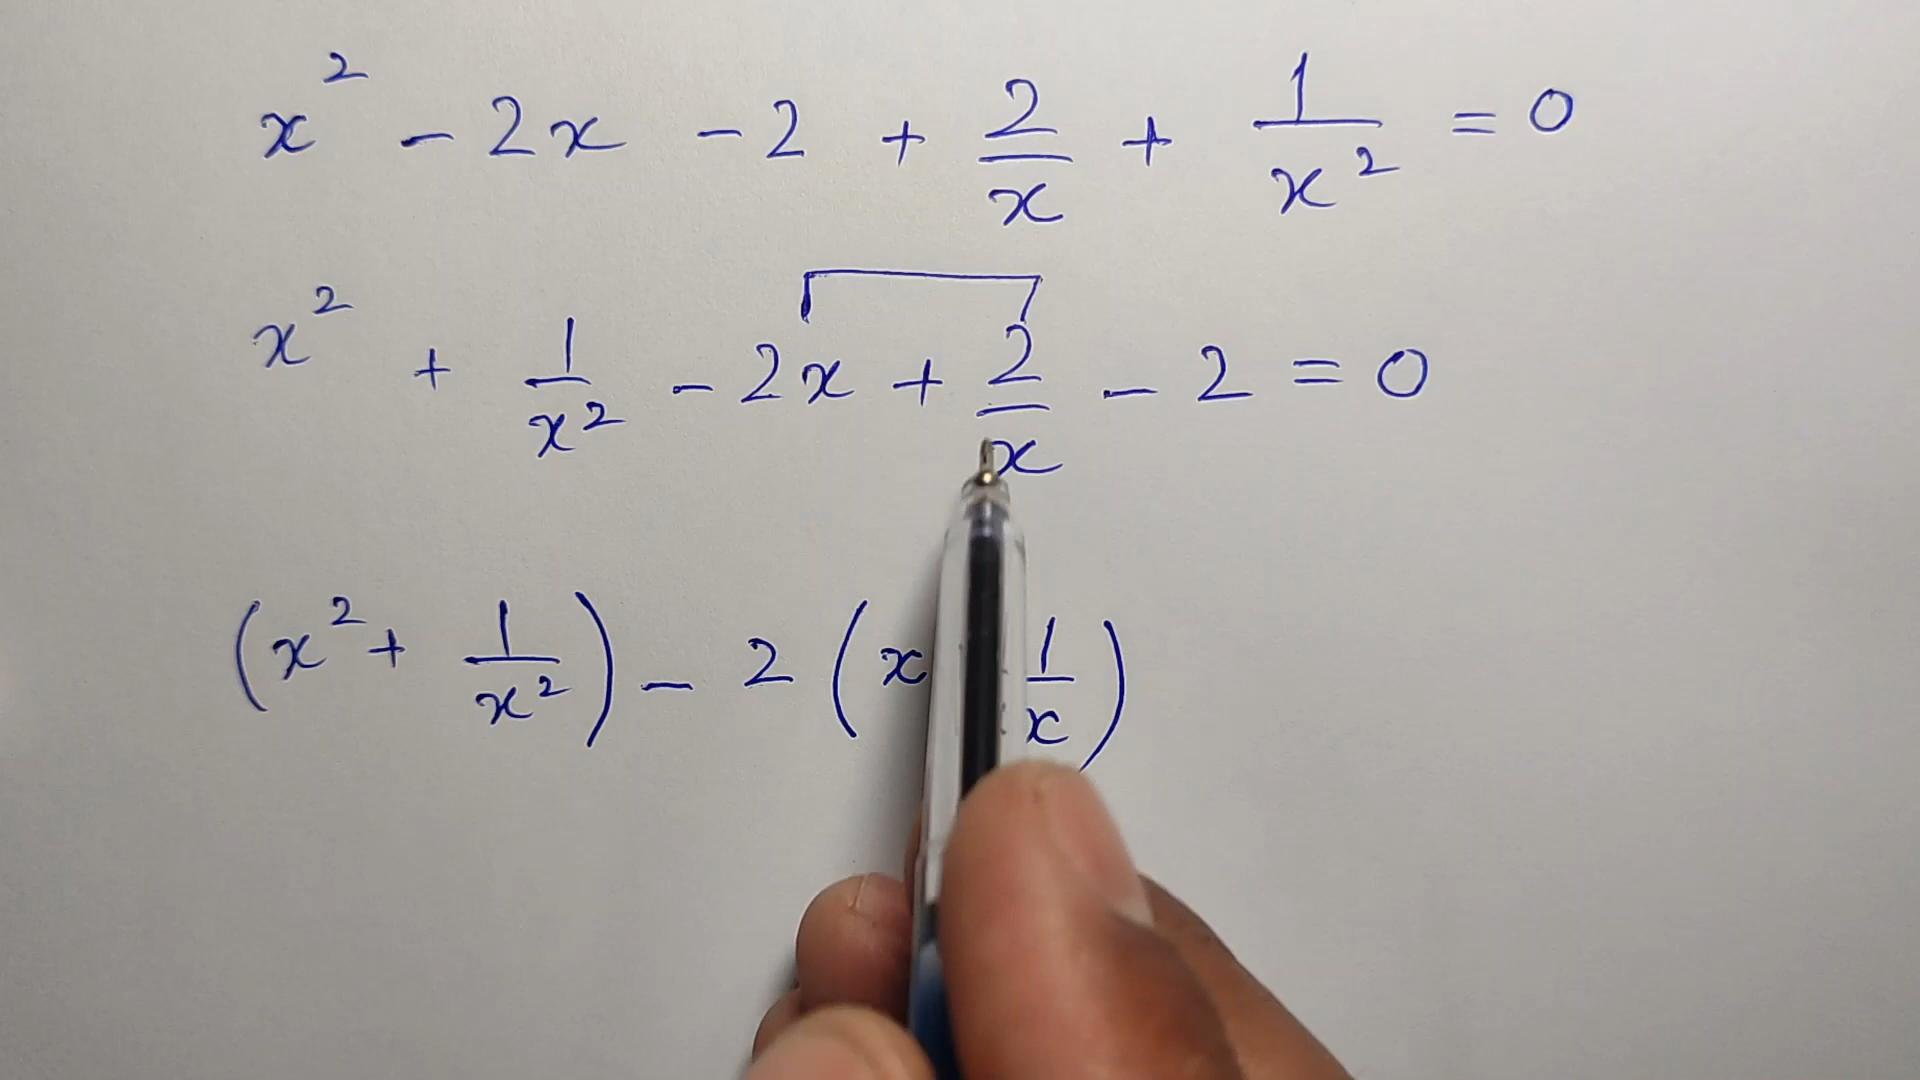 x² - 2x - 2 + 2/x + 1/x² = 0
x² + 1/x² - 2x + 2/x - 2 = 0
(x² + 1/x²) - 2(x 1/x)